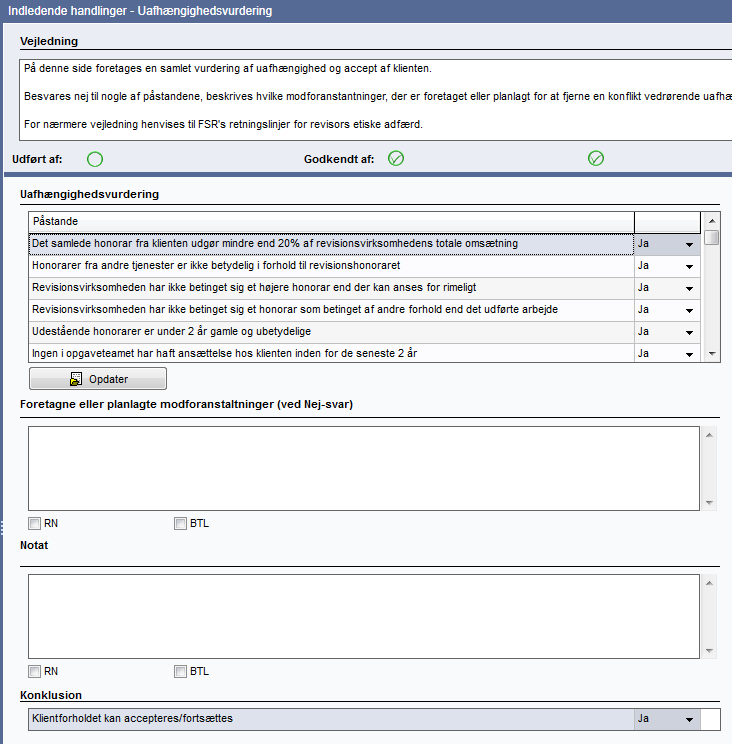 Indledende handlinger - Uafhængighedsvurdering
Vejledning
På denne side foretages en samlet vurdering af uafhængighed og accept af klienten.
Besvares nej til nogle af påstandene, beskrives hvilke modforanstantninger, der er foretaget eller planlagt for at fjerne en konflikt vedrørende uafhæ
For nærmere vejledning henvises til FSR's retningslinjer for revisors etiske adfærd.
Udført af: Godkendt af:
Uafhængighedsvurdering
Påstande
Det samlede honorar fra klienten udgør mindre end 20% af revisionsvirksomhedens totale omsætning Ja
Honorarer fra andre tjenester er ikke betydelig i forhold til revisionshonoraret Ja
Revisionsvirksomheden har ikke betinget sig et højere honorar end der kan anses for rimeligt Ja
Revisionsvirksomheden har ikke betinget sig et honorar som betinget af andre forhold end det udførte arbejde Ja
Udestående honorarer er under 2 år gamle og ubetydelige Ja
Ingen i opgaveteamet har haft ansættelse hos klienten inden for de seneste 2 år Ja
Opdater
Foretagne eller planlagte modforanstaltninger (ved Nej-svar)
RN BTL
Notat
RN BTL
Konklusion
Klientforholdet kan accepteres/fortsættes Ja